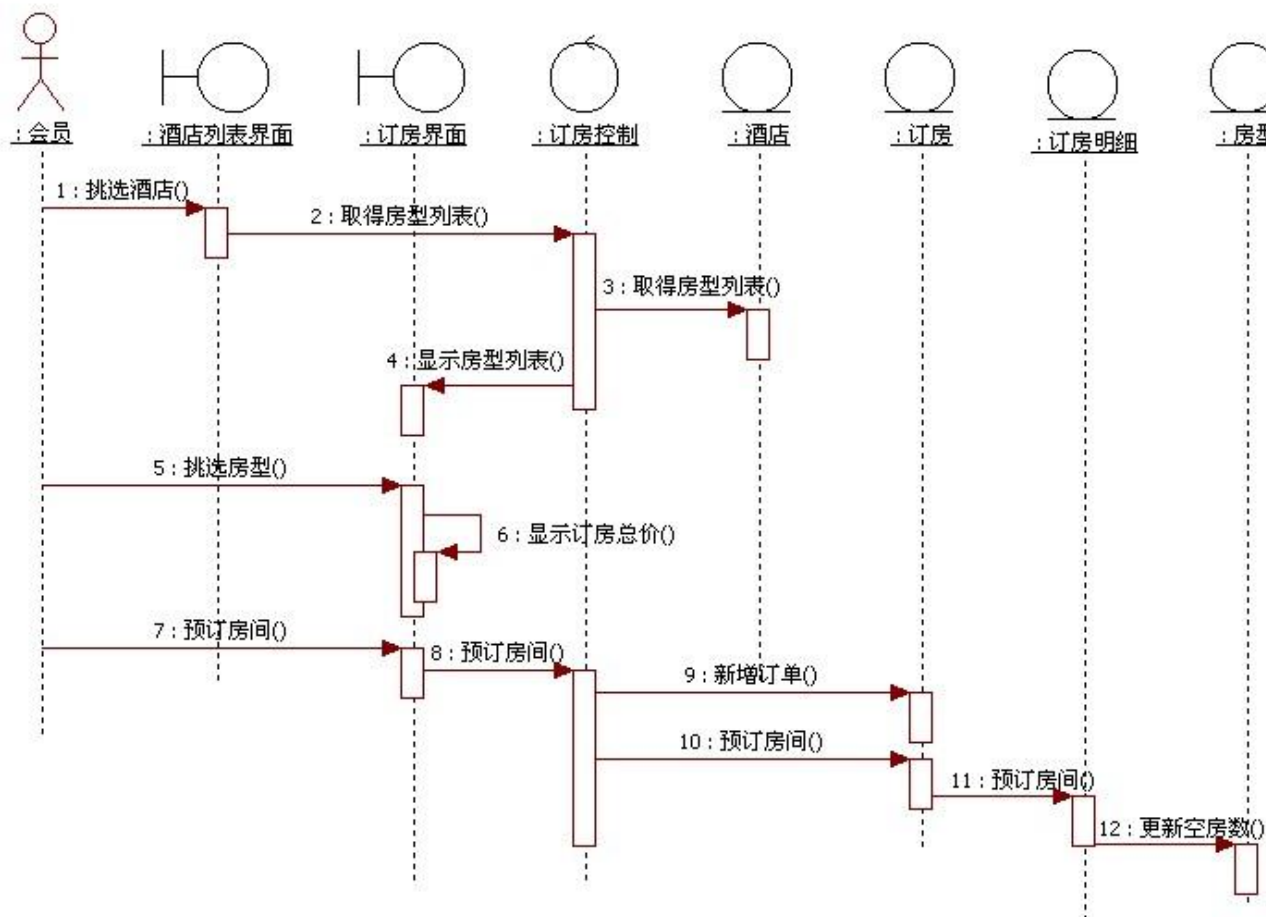 :会员
:酒店列表界面
:订房界面
:订房控制
:酒店
:订房
:订房明细
:房型
1:挑选酒店()
2:取得房型列表()
3:取得房型列表()
4:显示房型列表()
5:挑选房型()
6:显示订房总价()
7:预订房间()
8:预订房间()
9:新增订单()
10:预订房间()
11:预订房间()
12:更新空房数()